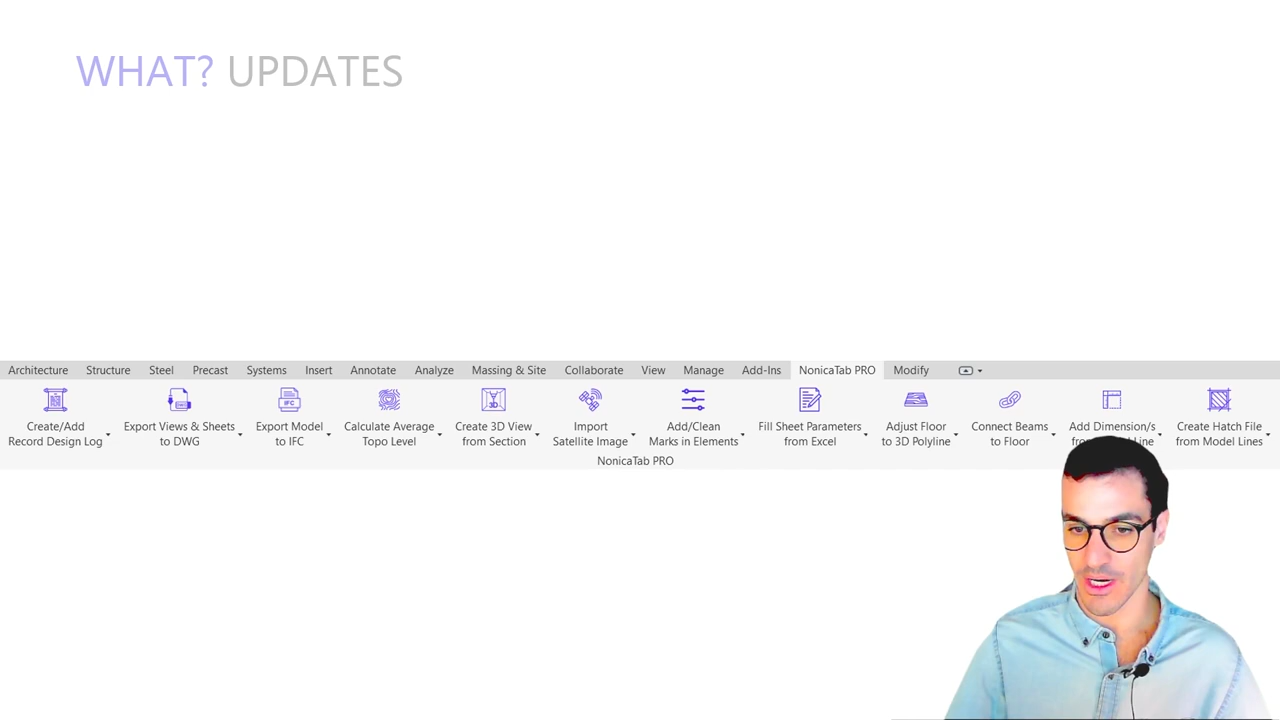 WHAT? UPDATES
Architecture Structure Steel Precast Systems Insert Annotate Analyze Massing & Site Collaborate View Manage Add-Ins NonicaTab PRO Modify
Create/Add Export Views & Sheets Export Model Calculate Average Create 3D View Import Add/Clean Fill Sheet Parameters Adjust Floor Connect Beams Add Dimension/s Create Hatch File
Record Design Log to DWG to IFC Topo Level from Section Satellite Image Marks in Elements from Excel to 3D Polyline to Floor Line from Model Lines
NonicaTab PRO
IFC
3D